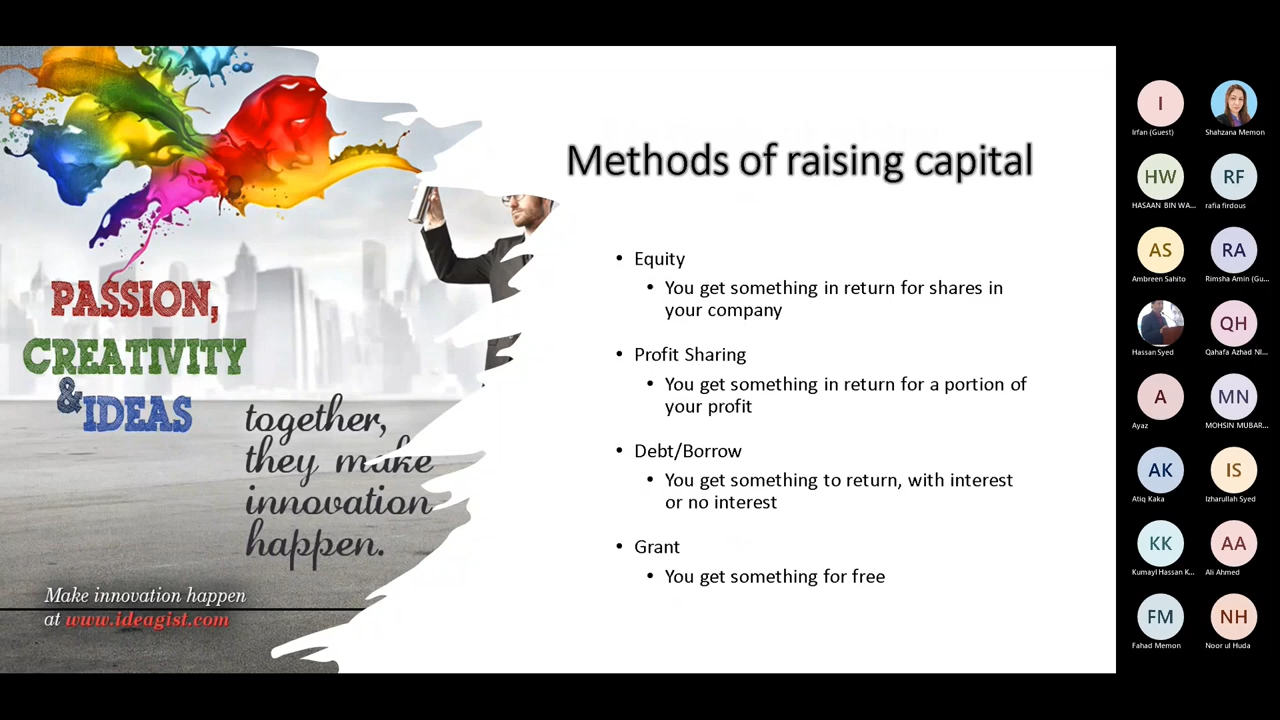 PASSION,
CREATIVITY
& IDEAS
together,
they make
innovation
happen.
Make innovation happen
at www.ideagist.com
Methods of raising capital
• Equity
• You get something in return for shares in
your company
• Profit Sharing
• You get something in return for a portion of
your profit
• Debt/Borrow
• You get something to return, with interest
or no interest
• Grant
• You get something for free
I
Irfan (Guest)
Shahzana Memon
HW
HASAAN BIN WA...
RF
rafia firdous
AS
Ambreen Sahito
RA
Rimsha Amin (Gu...
Hassan Syed
QH
Qahafa Azhad NI...
A
Ayaz
MN
MOHSIN MUBAR...
AK
Atiq Kaka
IS
Izharullah Syed
KK
Kumayl Hassan K...
AA
Ali Ahmed
FM
Fahad Memon
NH
Noor ul Huda